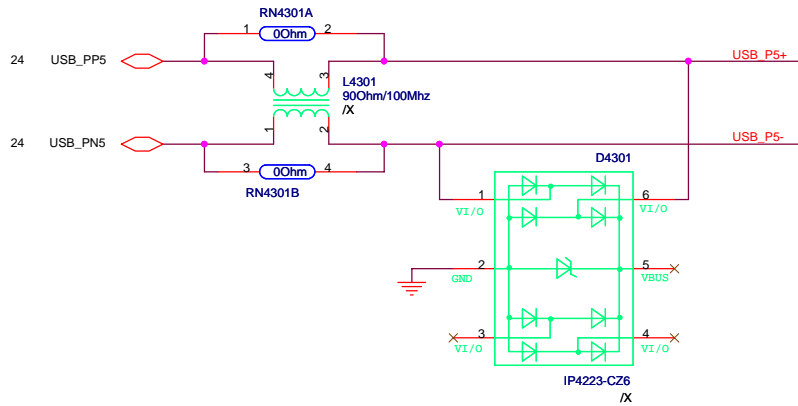 RN4301A
1 0Ohm 2
24 USB_PP5
USB_P5+
4 3
L4301
90Ohm/100Mhz
/X
1 2
24 USB_PN5
USB_P5-
3 0Ohm 4
RN4301B
D4301
1 6
VI/O VI/O
2 5
GND VBUS
3 4
VI/O VI/O
IP4223-CZ6
/X